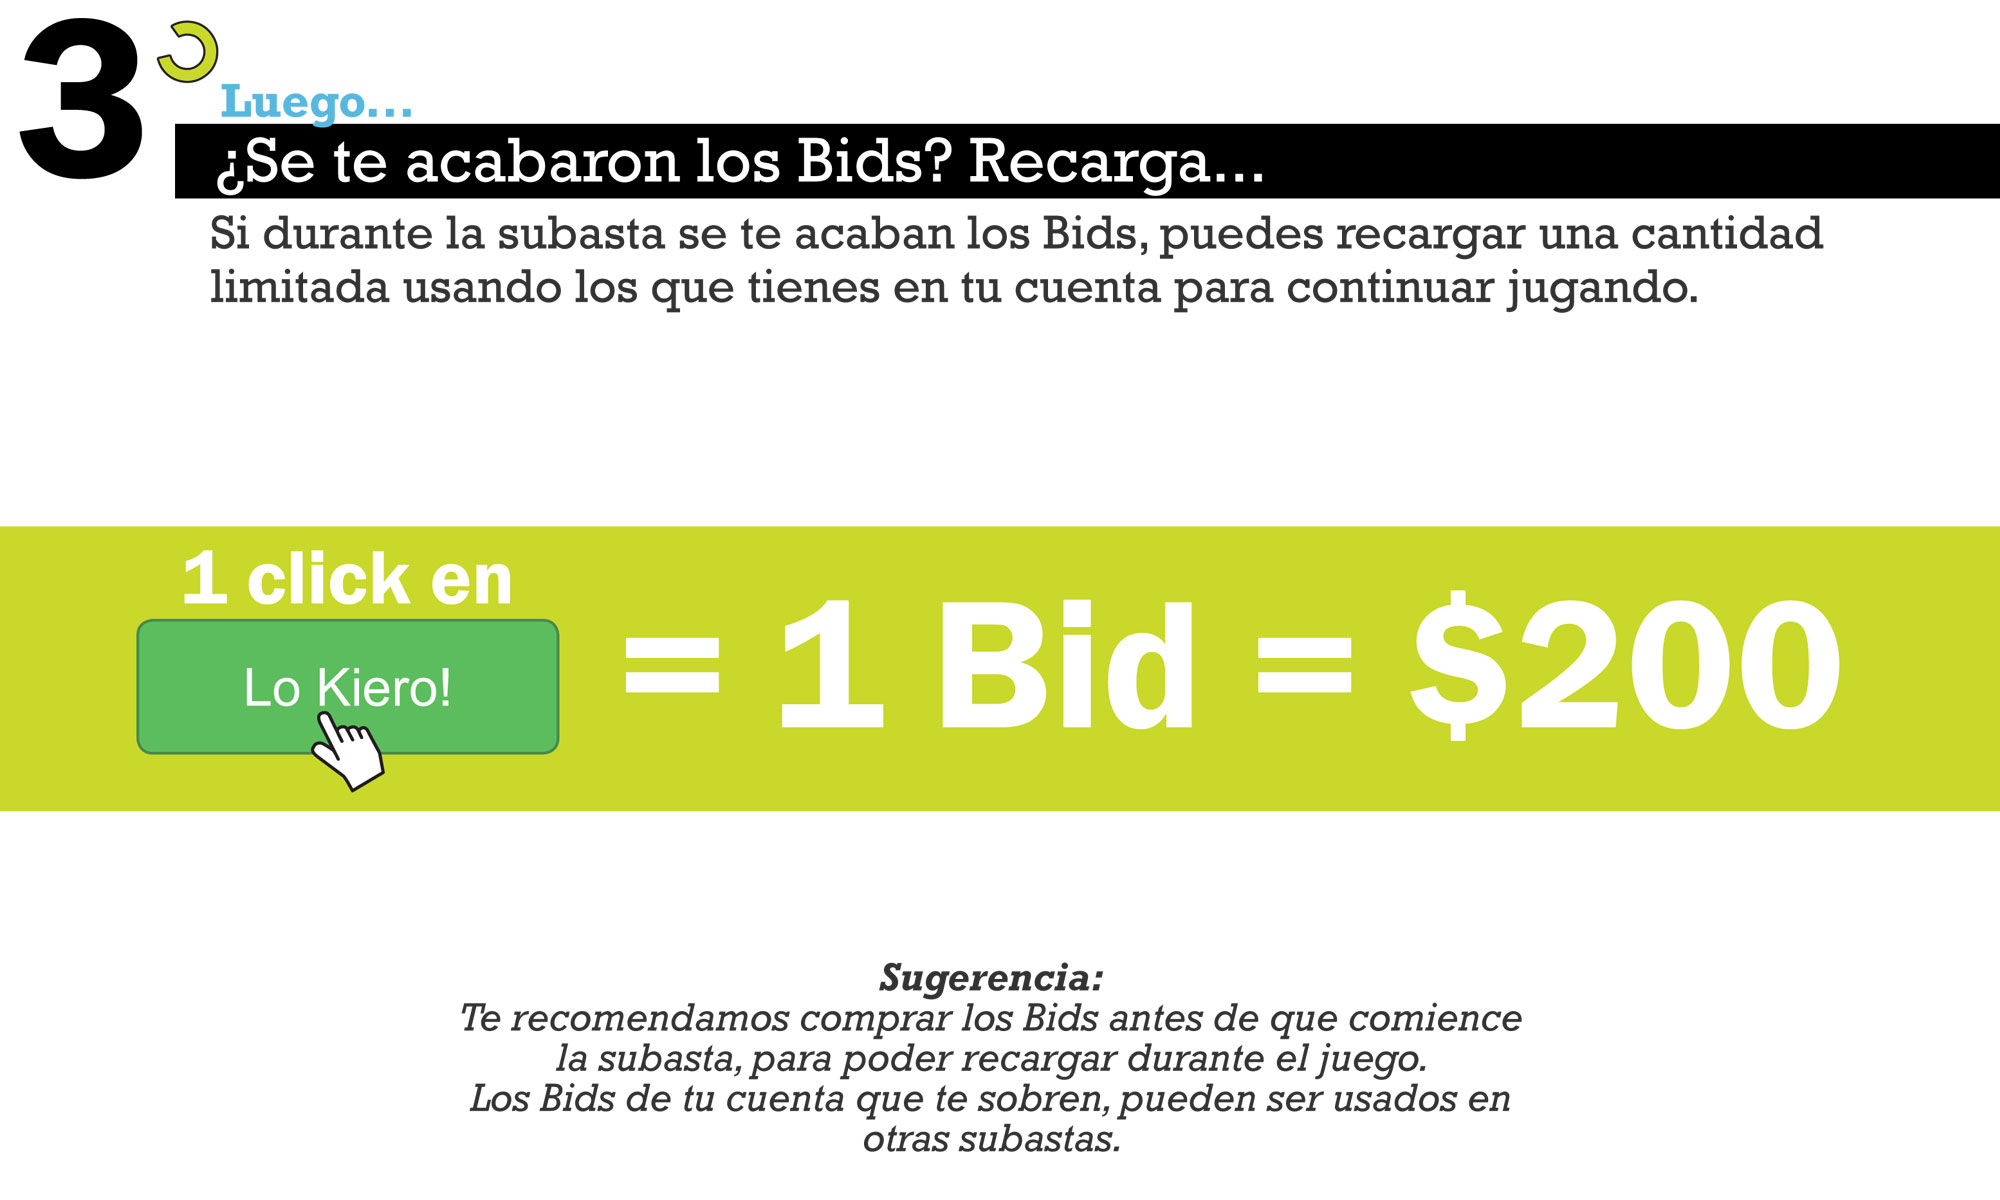 3
Luego...
¿Se te acabaron los Bids? Recarga...
Si durante la subasta se te acaban los Bids, puedes recargar una cantidad
limitada usando los que tienes en tu cuenta para continuar jugando.
1 click en
Lo Kiero!
= 1 Bid = $200
Sugerencia:
Te recomendamos comprar los Bids antes de que comience
la subasta, para poder recargar durante el juego.
Los Bids de tu cuenta que te sobren, pueden ser usados en
otras subastas.